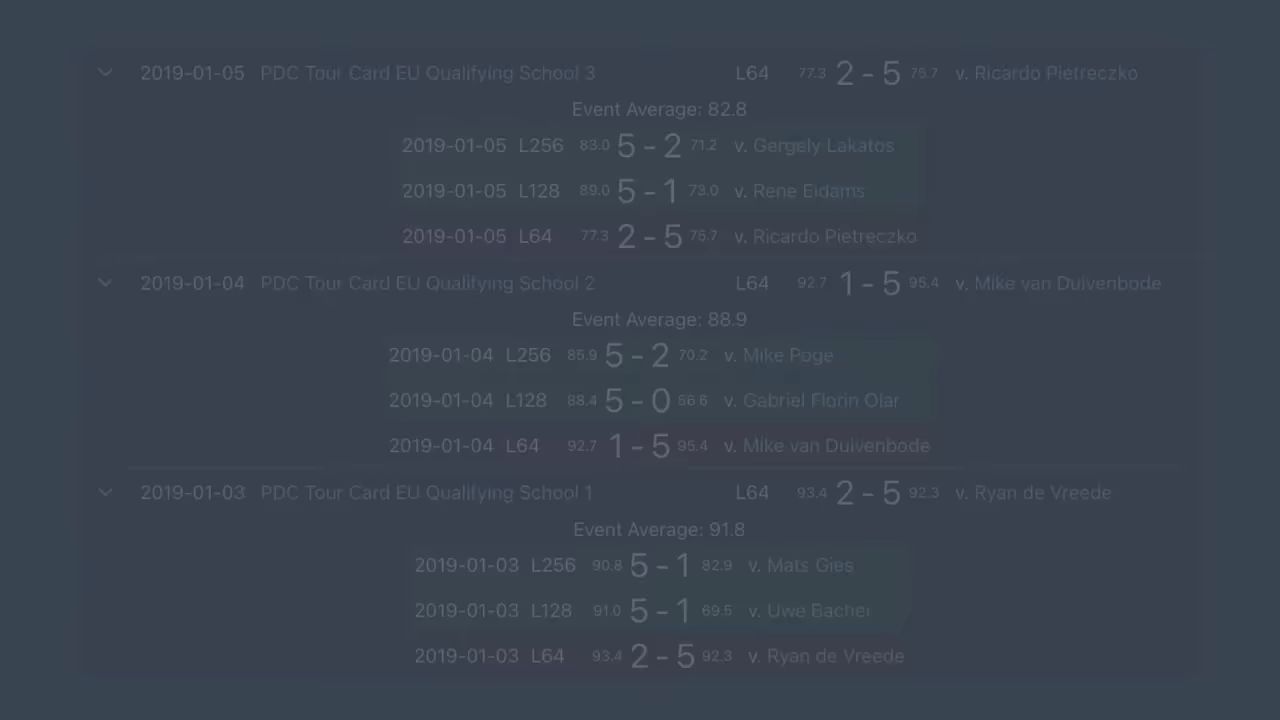 2019-01-05 PDC Tour Card EU Qualifying School 3 L64 77.3 2 - 5 75.7 v. Ricardo Pietreczko
Event Average: 82.8
2019-01-05 L256 83.0 5 - 2 71.2 v. Gergely Lakatos
2019-01-05 L128 89.0 5 - 1 73.0 v. Rene Eidams
2019-01-05 L64 77.3 2 - 5 75.7 v. Ricardo Pietreczko
2019-01-04 PDC Tour Card EU Qualifying School 2 L64 92.7 1 - 5 95.4 v. Mike van Duivenbode
Event Average: 88.9
2019-01-04 L256 85.9 5 - 2 70.2 v. Mike Poge
2019-01-04 L128 88.4 5 - 0 v. Gabriel Florin Olar
2019-01-04 L64 92.7 1 - 5 95.4 v. Mike van Duivenbode
2019-01-03 PDC Tour Card EU Qualifying School 1 L64 93.4 2 - 5 92.3 v. Ryan de Vreede
Event Average: 91.8
2019-01-03 L256 90.8 5 - 1 82.9 v. Mats Gies
2019-01-03 L128 91.0 5 - 1 69.5 v. Uwe Bacher
2019-01-03 L64 93.4 2 - 5 92.3 v. Ryan de Vreede